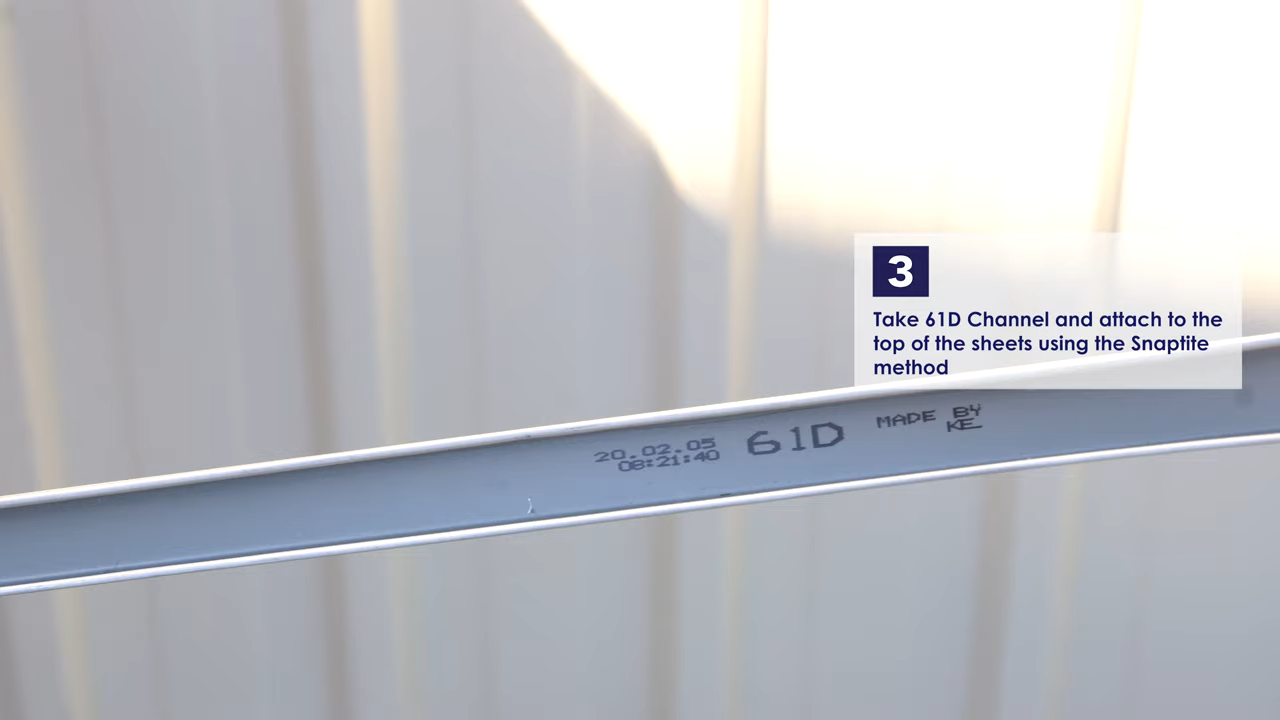 3
Take 61D Channel and attach to the
top of the sheets using the Snaptite
method
20.02.05
08:21:40
61D
MADE BY
KE